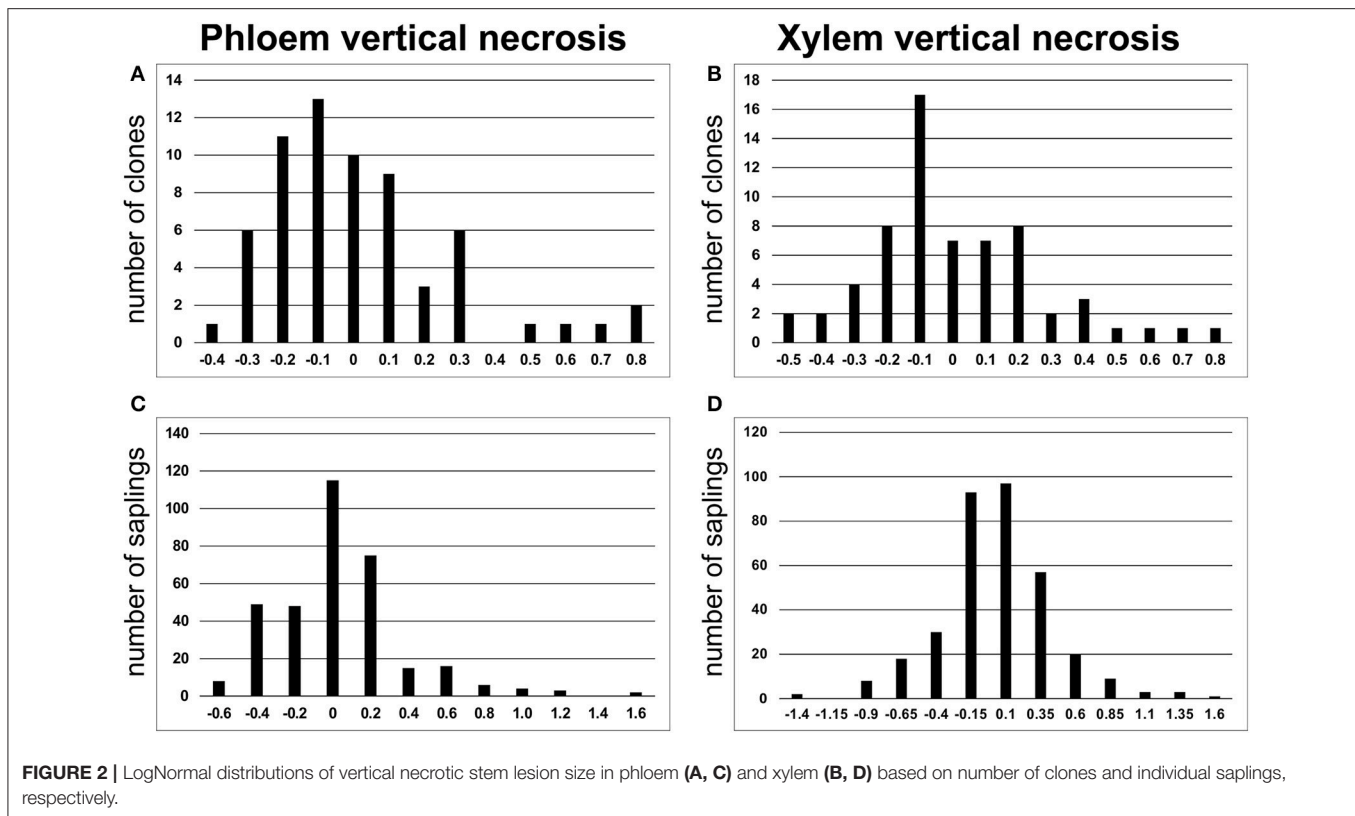 Phloem vertical necrosis
Xylem vertical necrosis
A
number of clones
14
12
10
8
6
4
2
0
-0.4 -0.3 -0.2 -0.1 0 0.1 0.2 0.3 0.4 0.5 0.6 0.7 0.8
B
number of clones
18
16
14
12
10
8
6
4
2
0
-0.5 -0.4 -0.3 -0.2 -0.1 0 0.1 0.2 0.3 0.4 0.5 0.6 0.7 0.8
C
number of saplings
140
120
100
80
60
40
20
0
-0.6 -0.4 -0.2 0 0.2 0.4 0.6 0.8 1.0 1.2 1.4 1.6
D
number of saplings
120
100
80
60
40
20
0
-1.4 -1.15 -0.9 -0.65 -0.4 -0.15 0.1 0.35 0.6 0.85 1.1 1.35 1.6
FIGURE 2 | LogNormal distributions of vertical necrotic stem lesion size in phloem (A, C) and xylem (B, D) based on number of clones and individual saplings,
respectively.